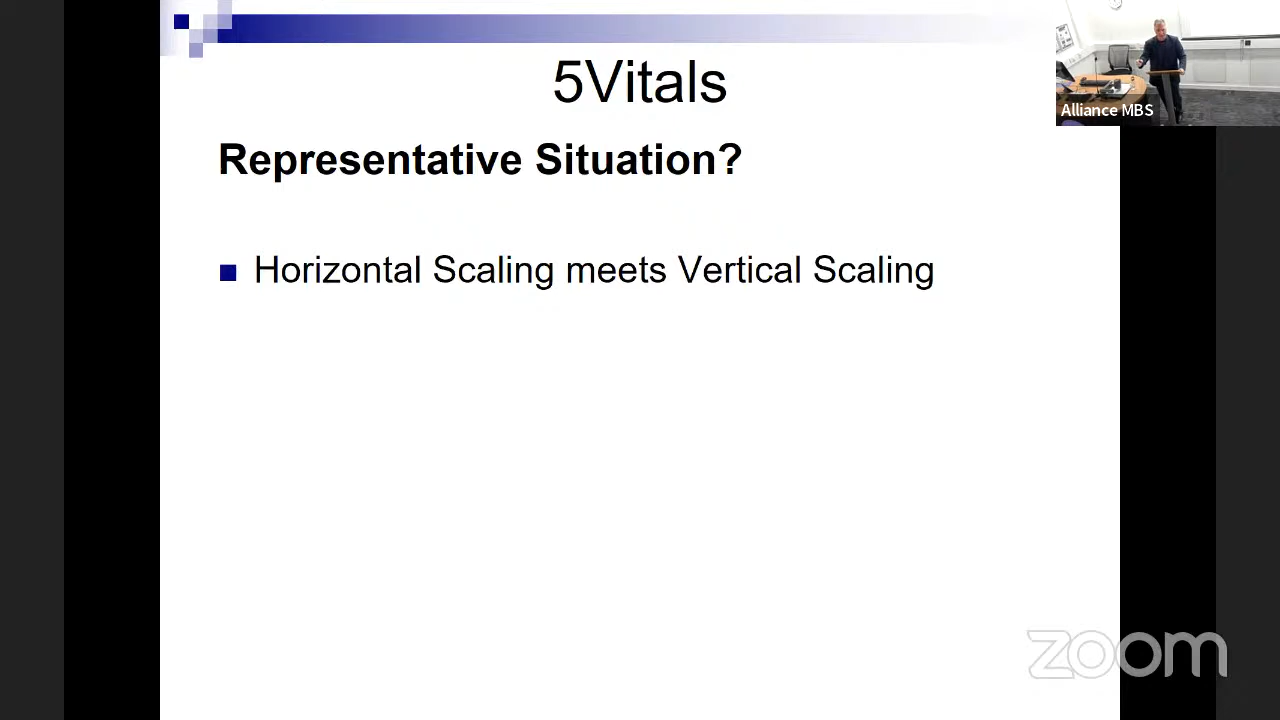 5Vitals
Alliance MBS
Representative Situation?
Horizontal Scaling meets Vertical Scaling
zoom